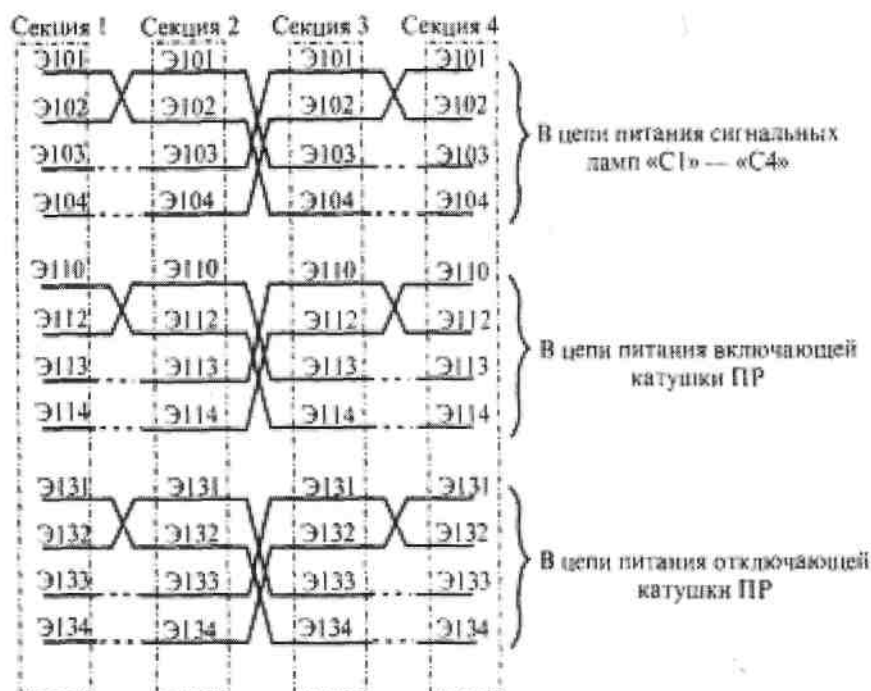 Секция 1 Секция 2 Секция 3 Секция 4
Э101 Э101 Э101 Э101
Э102 Э102 Э102 Э102
Э103 Э103 Э103 Э103
Э104 Э104 Э104 Э104
В цепи питания сигнальных
ламп «С1» — «С4»
Э110 Э110 Э110 Э110
Э112 Э112 Э112 Э112
Э113 Э113 Э113 Э113
Э114 Э114 Э114 Э114
В цепи питания включающей
катушки ПР
Э131 Э131 Э131 Э131
Э132 Э132 Э132 Э132
Э133 Э133 Э133 Э133
Э134 Э134 Э134 Э134
В цепи питания отключающей
катушки ПР